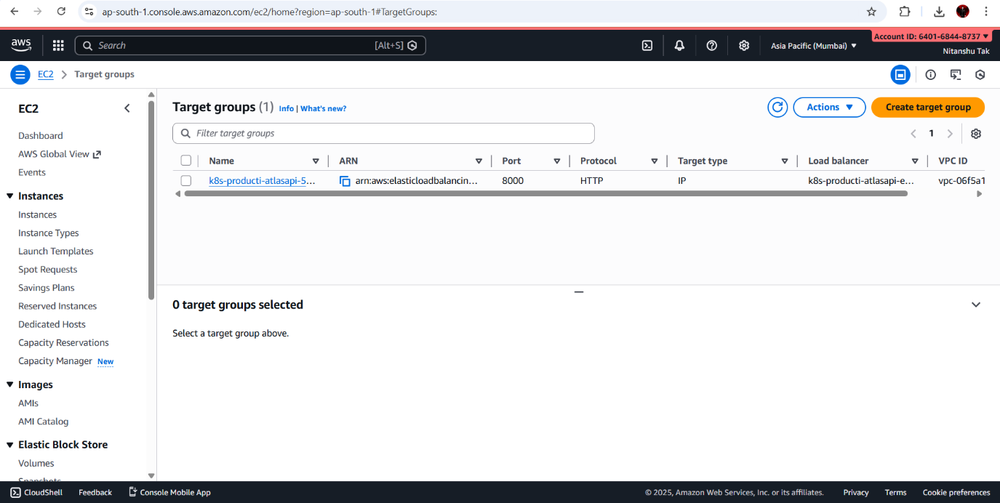 ap-south-1.console.aws.amazon.com/ec2/home?region=ap-south-1#TargetGroups:
aws
Search [Alt+S]
Asia Pacific (Mumbai)
Account ID: 6401-6844-8737
Nitanshu Tak
EC2 Target groups
EC2
Dashboard
AWS Global View
Events
Instances
Instances
Instance Types
Launch Templates
Spot Requests
Savings Plans
Reserved Instances
Dedicated Hosts
Capacity Reservations
Capacity Manager New
Images
AMIs
AMI Catalog
Elastic Block Store
Volumes
Snapshots
Target groups (1) Info | What's new?
Actions
Create target group
Filter target groups
1
Name ARN Port Protocol Target type Load balancer VPC ID
k8s-producti-atlasapi-5... arn:aws:elasticloadbalancin... 8000 HTTP IP k8s-producti-atlasapi-e... vpc-06f5a1
0 target groups selected
Select a target group above.
CloudShell Feedback Console Mobile App © 2025, Amazon Web Services, Inc. or its affiliates. Privacy Terms Cookie preferences